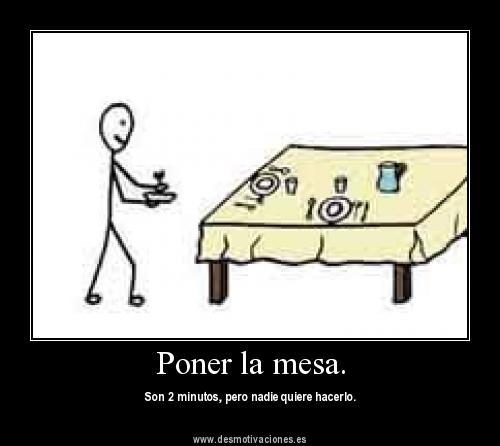 Poner la mesa.
Son 2 minutos, pero nadie quiere hacerlo.
www.desmotivaciones.es